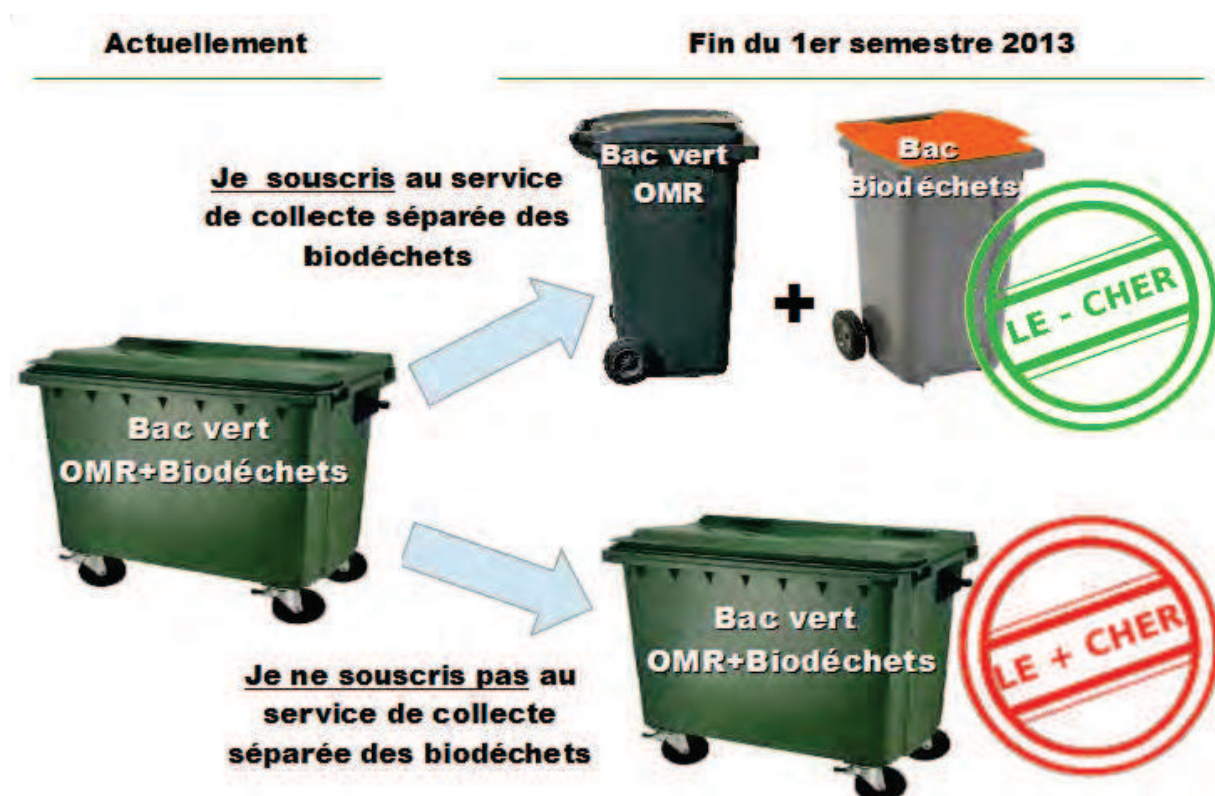 Actuellement
Fin du 1er semestre 2013
Je souscris au service
de collecte séparée des
biodéchets
Bac vert
OMR
+
Bac
Biodéchets
LE - CHER
Bac vert
OMR+Biodéchets
Je ne souscris pas au
service de collecte
séparée des biodéchets
Bac vert
OMR+Biodéchets
LE + CHER